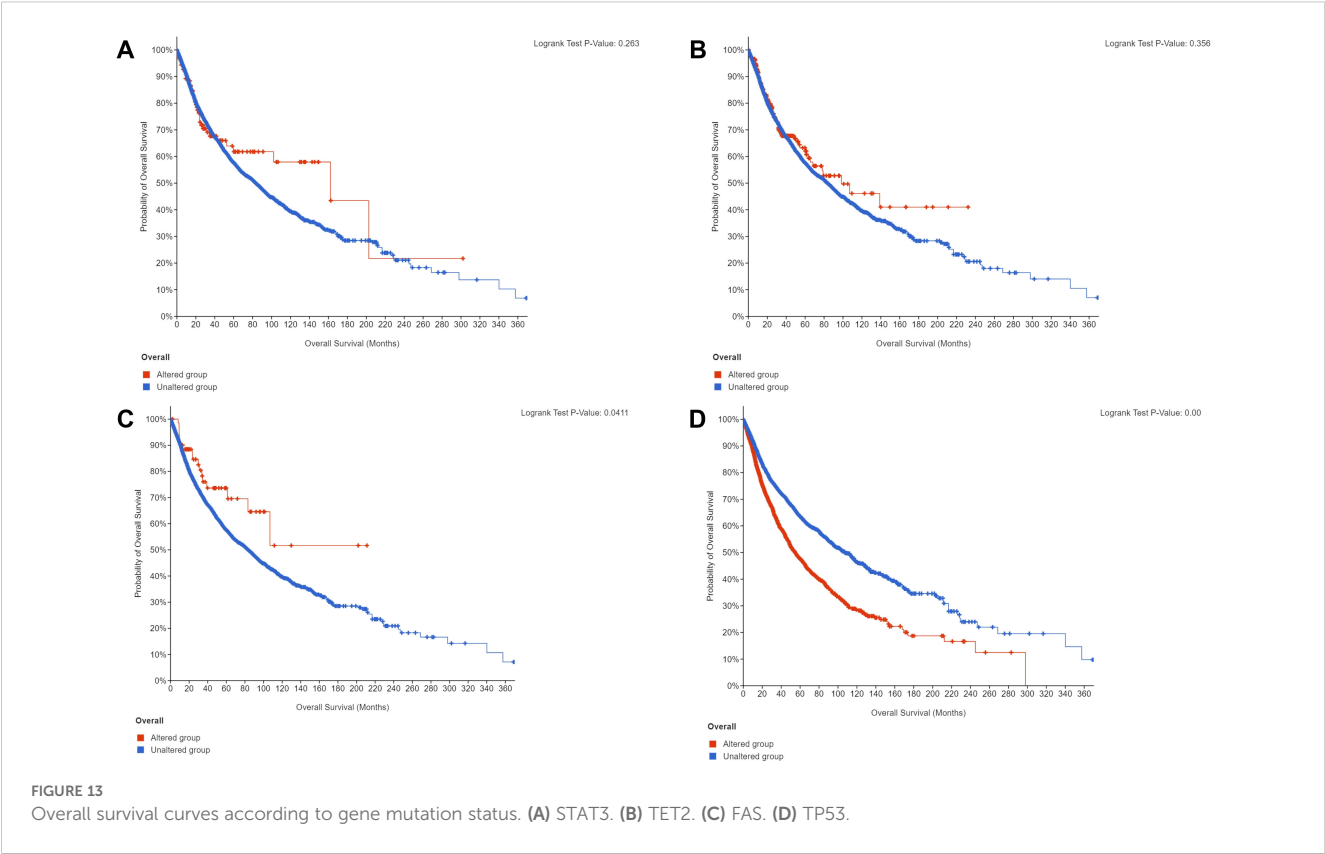 A
Logrank Test P-Value: 0.263
Probability of Overall Survival
100%
90%
80%
70%
60%
50%
40%
30%
20%
10%
0%
0 20 40 60 80 100 120 140 160 180 200 220 240 260 280 300 320 340 360
Overall Survival (Months)
Overall
Altered group
Unaltered group
B
Logrank Test P-Value: 0.356
Probability of Overall Survival
100%
90%
80%
70%
60%
50%
40%
30%
20%
10%
0%
0 20 40 60 80 100 120 140 160 180 200 220 240 260 280 300 320 340 360
Overall Survival (Months)
Overall
Altered group
Unaltered group
C
Logrank Test P-Value: 0.0411
Probability of Overall Survival
100%
90%
80%
70%
60%
50%
40%
30%
20%
10%
0%
0 20 40 60 80 100 120 140 160 180 200 220 240 260 280 300 320 340 360
Overall Survival (Months)
Overall
Altered group
Unaltered group
D
Logrank Test P-Value: 0.00
Probability of Overall Survival
100%
90%
80%
70%
60%
50%
40%
30%
20%
10%
0%
0 20 40 60 80 100 120 140 160 180 200 220 240 260 280 300 320 340 360
Overall Survival (Months)
Overall
Altered group
Unaltered group
FIGURE 13
Overall survival curves according to gene mutation status. (A) STAT3. (B) TET2. (C) FAS. (D) TP53.